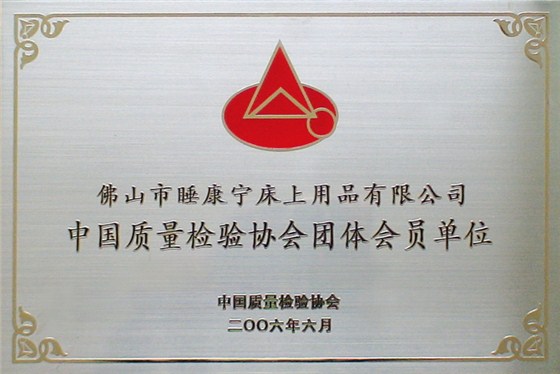 佛山市睡康宁床上用品有限公司
中国质量检验协会团体会员单位
中国质量检验协会
二〇〇六年六月